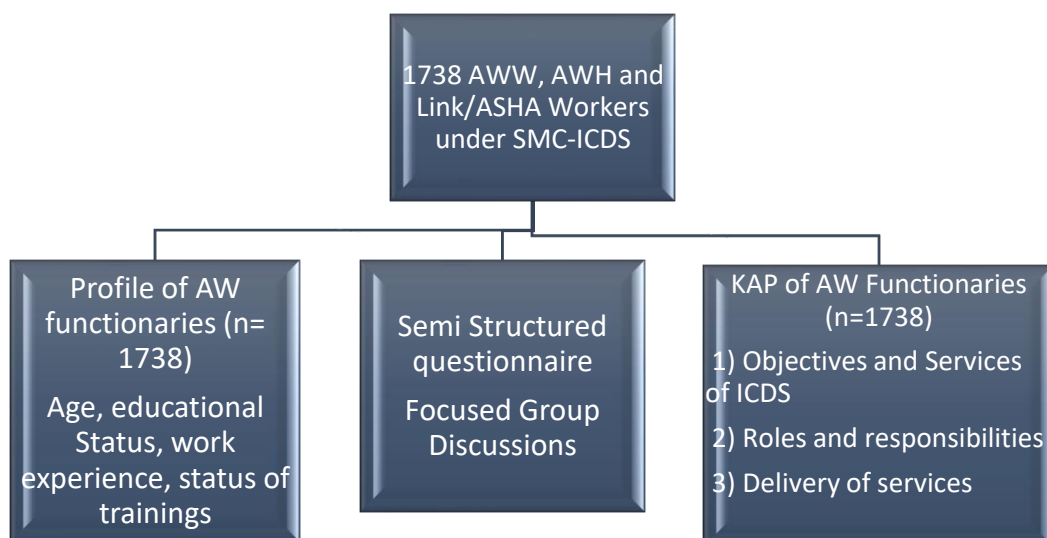 1738 AWW, AWH and
Link/ASHA Workers
under SMC-ICDS
Profile of AW
functionaries (n=
1738)
Age, educational
Status, work
experience, status of
trainings
Semi Structured
questionnaire
Focused Group
Discussions
KAP of AW Functionaries
(n=1738)
1) Objectives and Services
of ICDS
2) Roles and responsibilities
3) Delivery of services